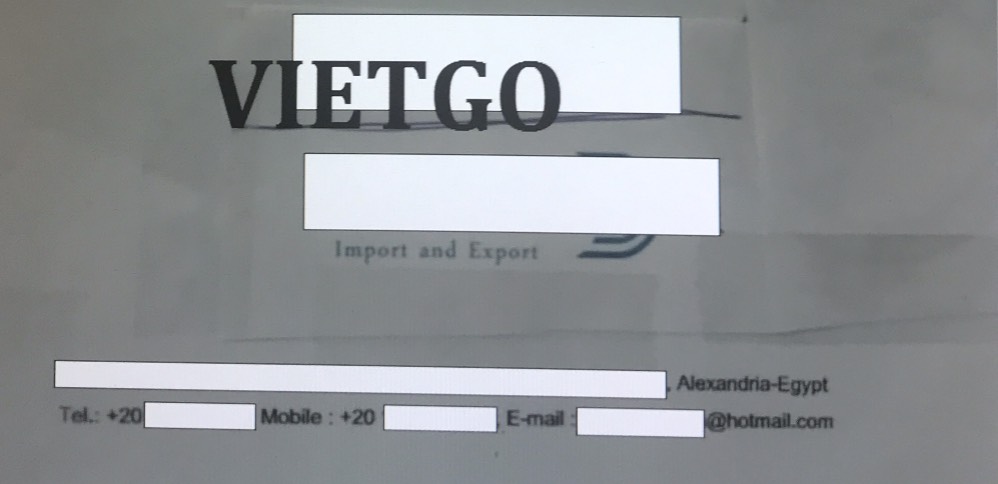 VIETGO
Import and Export
, Alexandria-Egypt
Tel.: +20 Mobile : +20 , E-mail : @hotmail.com